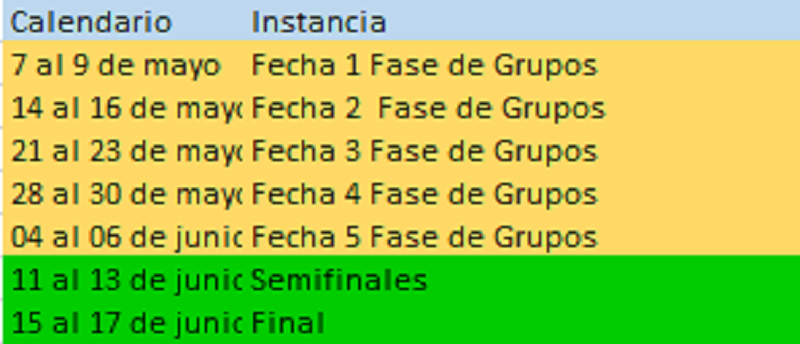 Calendario Instancia
7 al 9 de mayo Fecha 1 Fase de Grupos
14 al 16 de mayo Fecha 2 Fase de Grupos
21 al 23 de mayo Fecha 3 Fase de Grupos
28 al 30 de mayo Fecha 4 Fase de Grupos
04 al 06 de junio Fecha 5 Fase de Grupos
11 al 13 de junio Semifinales
15 al 17 de junio Final